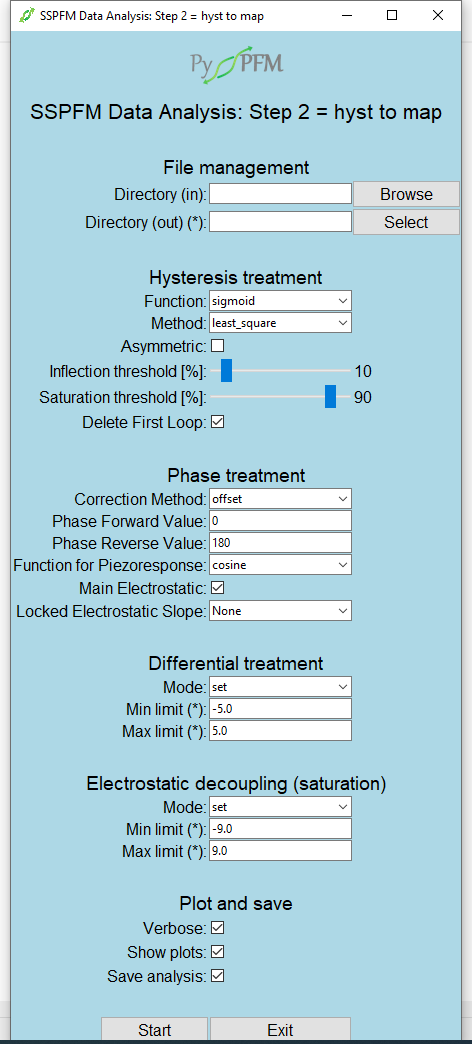 SSPFM Data Analysis: Step 2 = hyst to map
Py PFM
SSPFM Data Analysis: Step 2 = hyst to map
File management
Directory (in): Browse
Directory (out) (*): Select
Hysteresis treatment
Function: sigmoid
Method: least_square
Asymmetric:
Inflection threshold [%]: 10
Saturation threshold [%]: 90
Delete First Loop:
Phase treatment
Correction Method: offset
Phase Forward Value: 0
Phase Reverse Value: 180
Function for Piezoresponse: cosine
Main Electrostatic:
Locked Electrostatic Slope: None
Differential treatment
Mode: set
Min limit (*): -5.0
Max limit (*): 5.0
Electrostatic decoupling (saturation)
Mode: set
Min limit (*): -9.0
Max limit (*): 9.0
Plot and save
Verbose:
Show plots:
Save analysis:
Start Exit